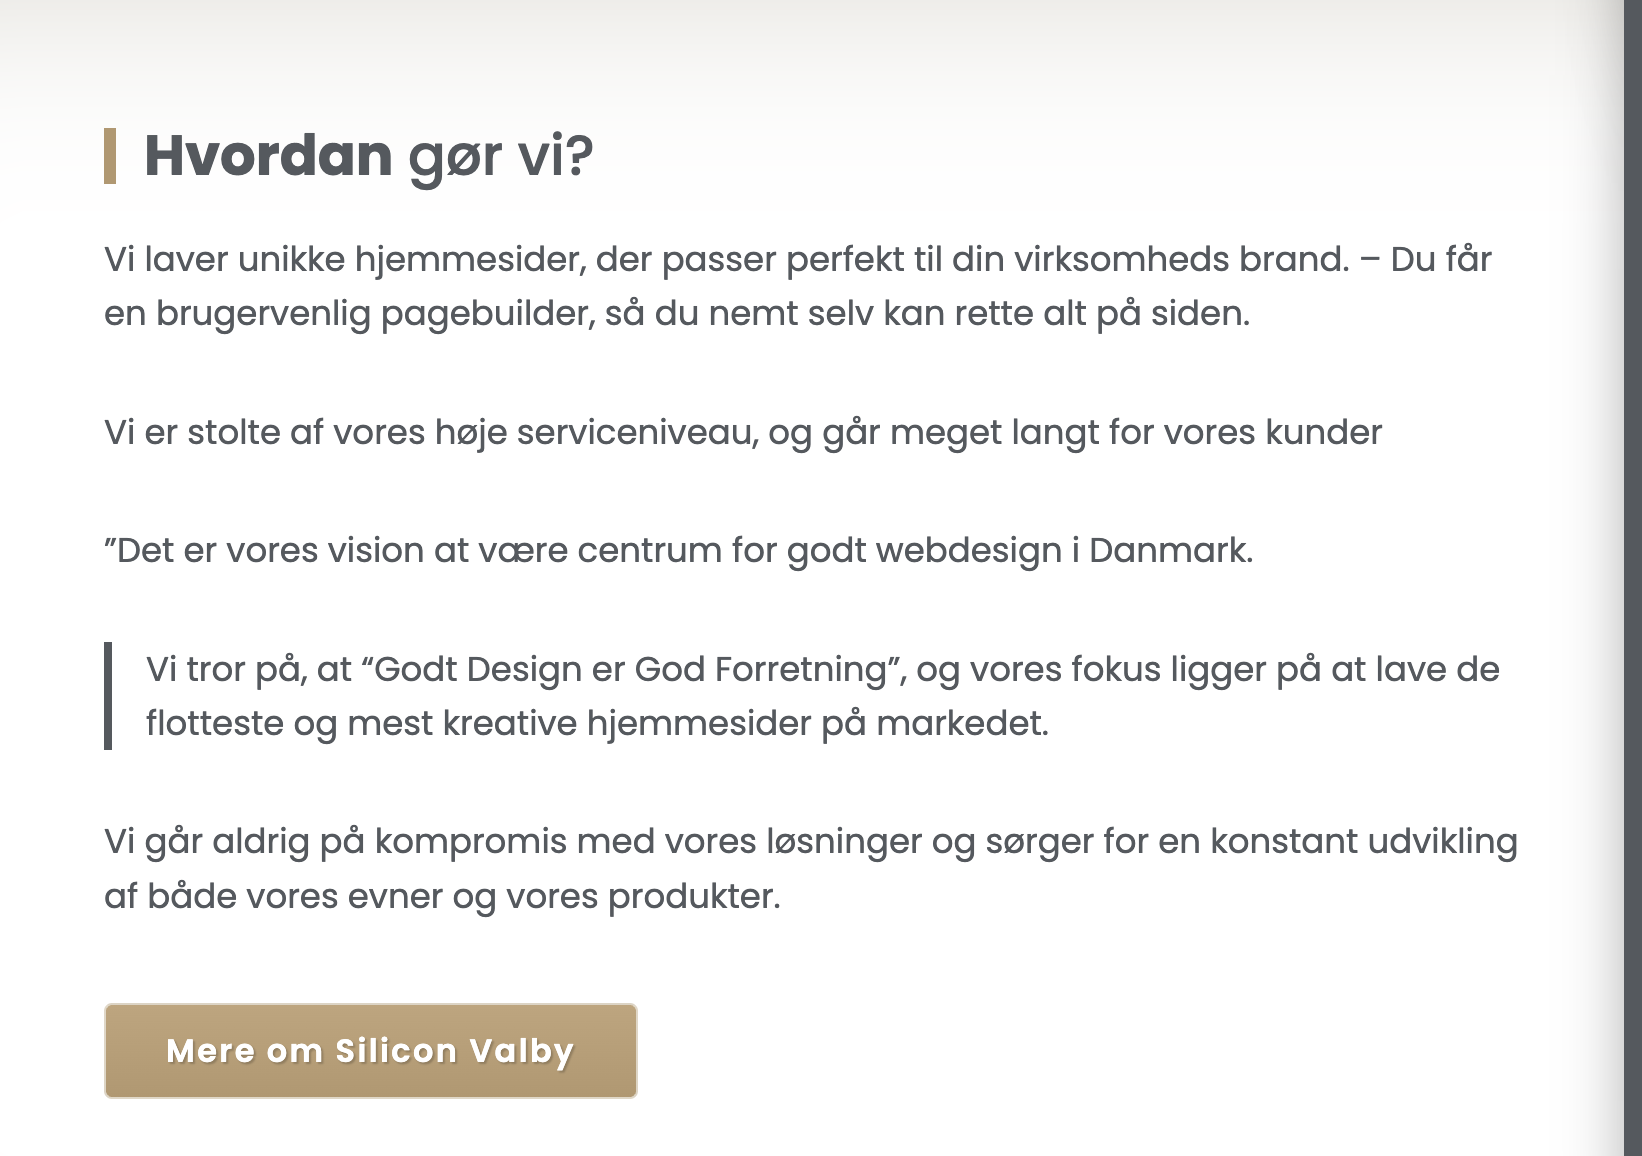 Hvordan gør vi?
Vi laver unikke hjemmesider, der passer perfekt til din virksomheds brand. – Du får
en brugervenlig pagebuilder, så du nemt selv kan rette alt på siden.
Vi er stolte af vores høje serviceniveau, og går meget langt for vores kunder
”Det er vores vision at være centrum for godt webdesign i Danmark.
Vi tror på, at “Godt Design er God Forretning”, og vores fokus ligger på at lave de
flotteste og mest kreative hjemmesider på markedet.
Vi går aldrig på kompromis med vores løsninger og sørger for en konstant udvikling
af både vores evner og vores produkter.
Mere om Silicon Valby